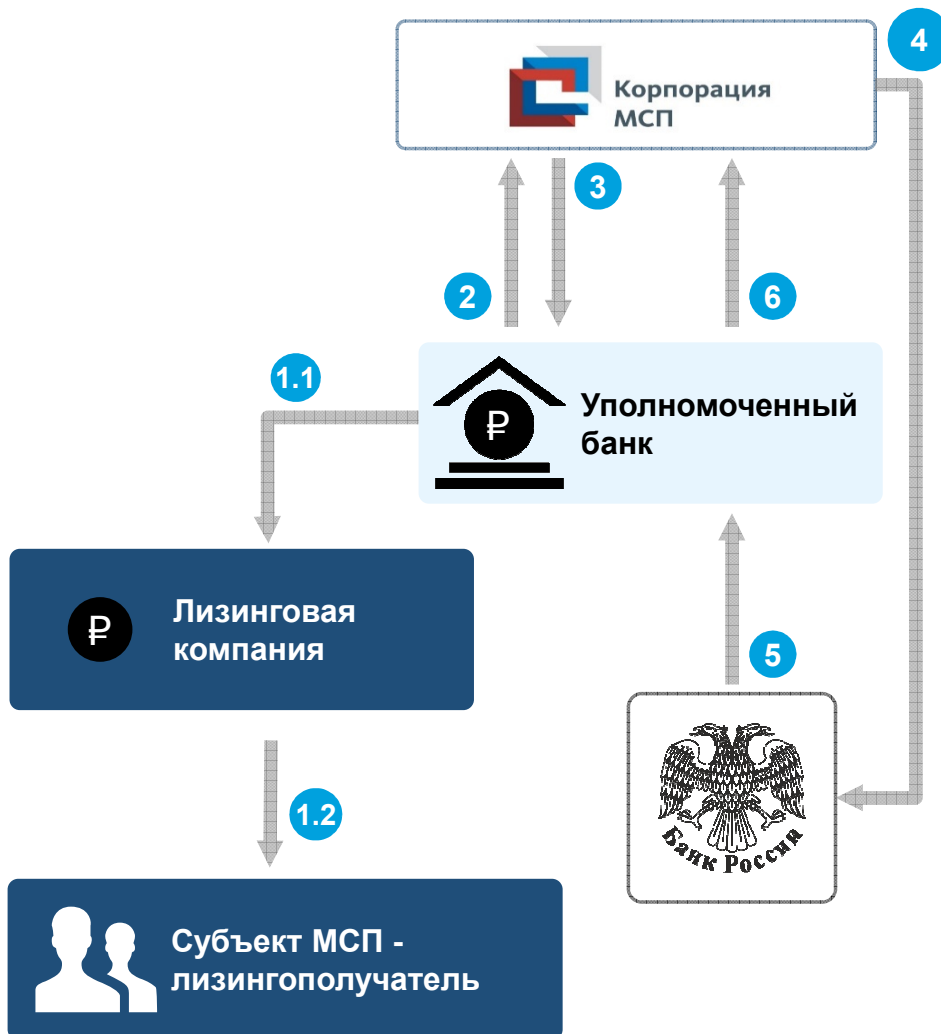 4
Корпорация
МСП
3
2
6
1.1
₽
Уполномоченный
банк
₽
Лизинговая
компания
5
1.2
Банк России
Субъект МСП -
лизингополучатель